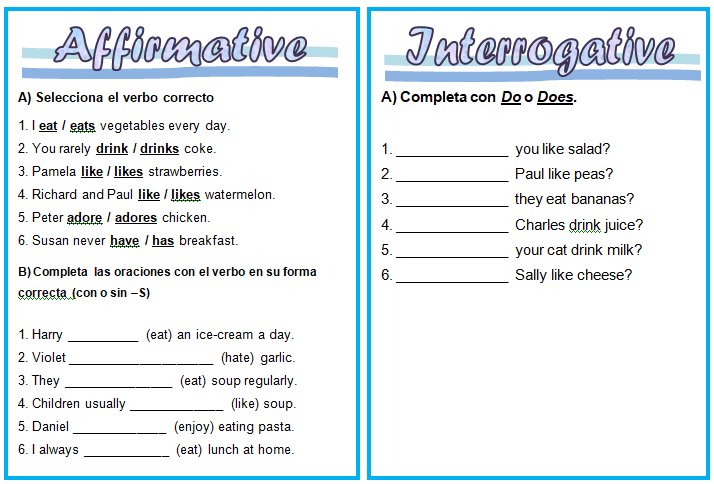 Affirmative
A) Selecciona el verbo correcto
1. I eat / eats vegetables every day.
2. You rarely drink / drinks coke.
3. Pamela like / likes strawberries.
4. Richard and Paul like / likes watermelon.
5. Peter adore / adores chicken.
6. Susan never have / has breakfast.
B) Completa las oraciones con el verbo en su forma
correcta (con o sin –S)
1. Harry __________ (eat) an ice-cream a day.
2. Violet ____________________ (hate) garlic.
3. They _______________ (eat) soup regularly.
4. Children usually _____________ (like) soup.
5. Daniel _____________ (enjoy) eating pasta.
6. I always ____________ (eat) lunch at home.
Interrogative
A) Completa con Do o Does.
1. ______________ you like salad?
2. ______________ Paul like peas?
3. ______________ they eat bananas?
4. ______________ Charles drink juice?
5. ______________ your cat drink milk?
6. ______________ Sally like cheese?